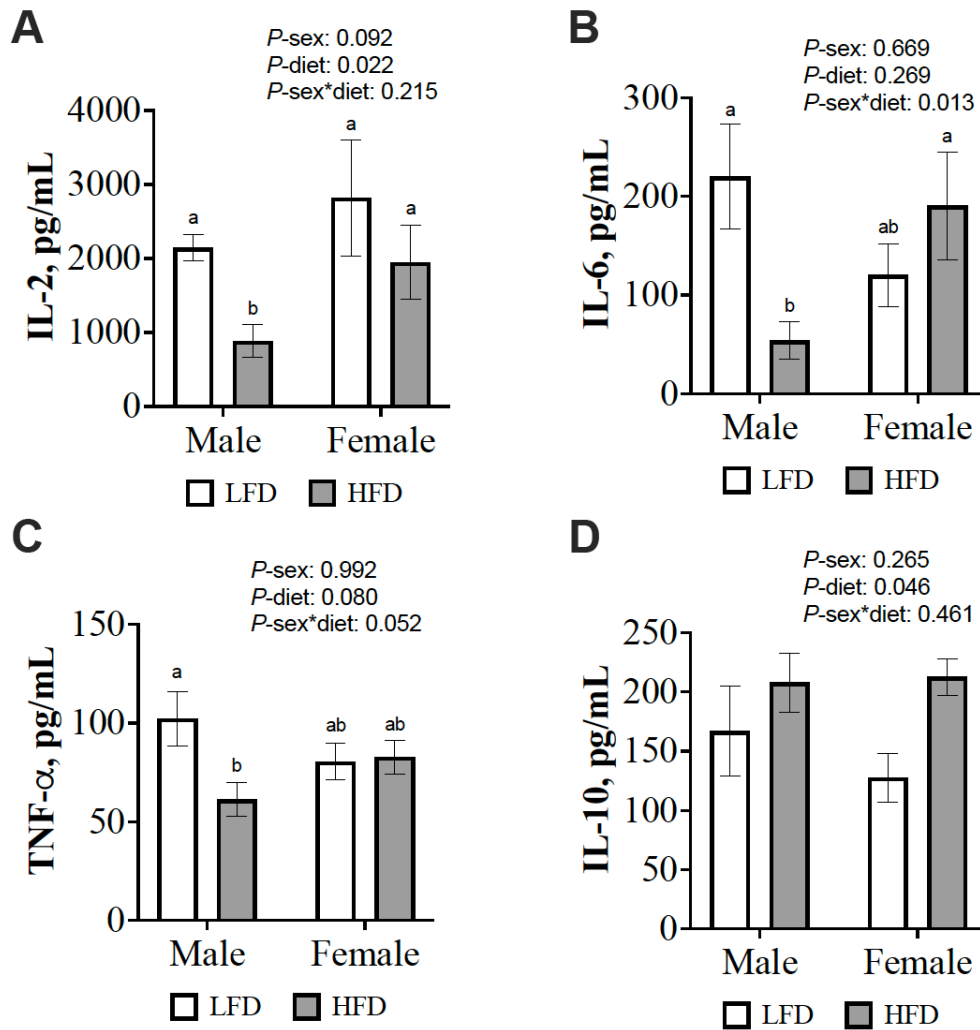 A
P-sex: 0.092
P-diet: 0.022
P-sex*diet: 0.215
IL-2, pg/mL
4000
3000
2000
1000
0
a
b
a
a
Male Female
LFD HFD
B
P-sex: 0.669
P-diet: 0.269
P-sex*diet: 0.013
IL-6, pg/mL
300
200
100
0
a
b
ab
a
Male Female
LFD HFD
C
P-sex: 0.992
P-diet: 0.080
P-sex*diet: 0.052
TNF-α, pg/mL
150
100
50
0
a
b
ab
ab
Male Female
LFD HFD
D
P-sex: 0.265
P-diet: 0.046
P-sex*diet: 0.461
IL-10, pg/mL
250
200
150
100
50
0
Male Female
LFD HFD